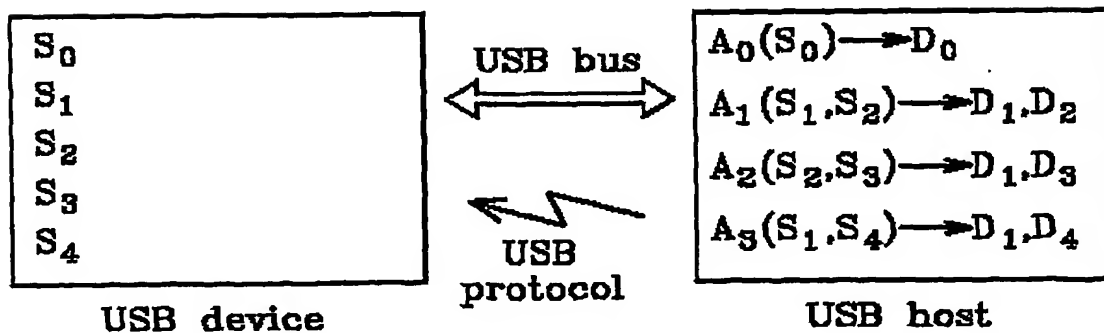 S₀
S₁
S₂
S₃
S₄
USB device
USB bus
USB
protocol
A₀(S₀)→D₀
A₁(S₁,S₂)→D₁,D₂
A₂(S₂,S₃)→D₁,D₃
A₃(S₁,S₄)→D₁,D₄
USB host